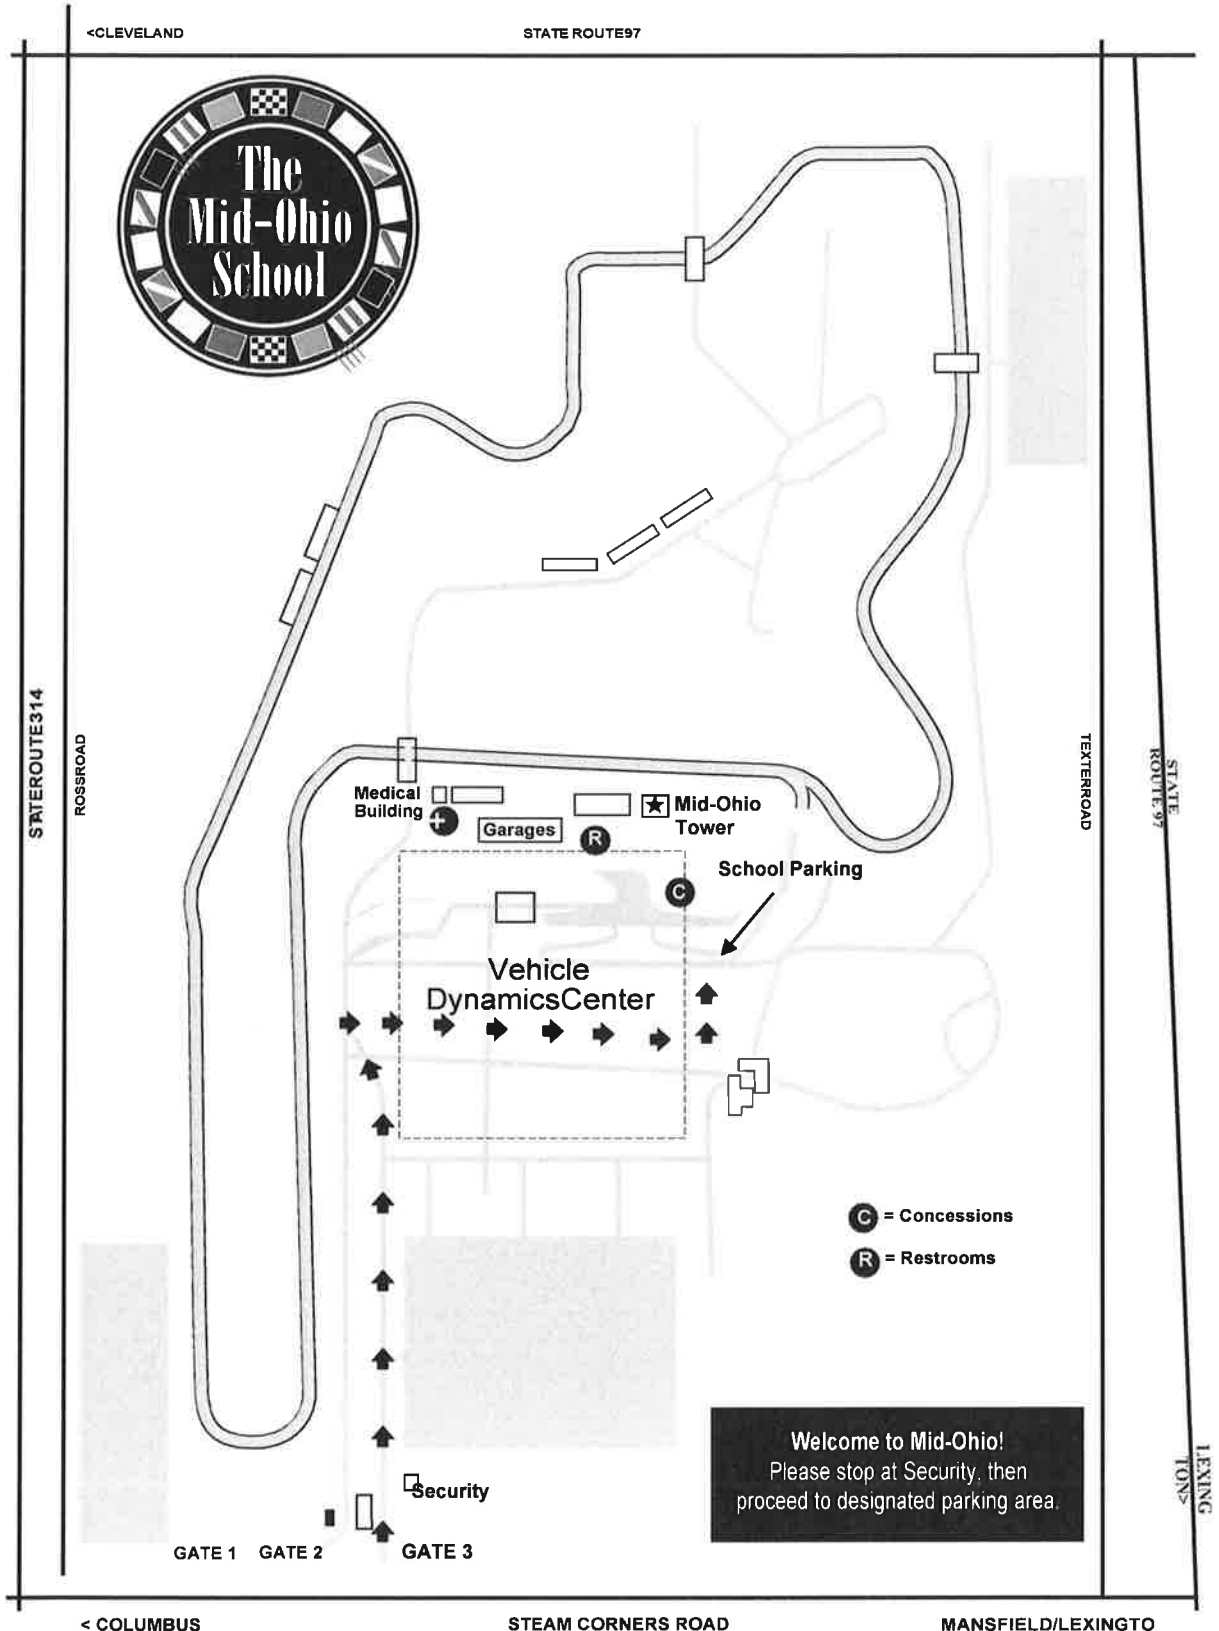 <CLEVELAND
STATE ROUTE97
The
Mid-Ohio
School
STATEROUTE314
ROSSROAD
TEXTERROAD
STATE
ROUTE 97
Medical
Building
Garages
R
Mid-Ohio
Tower
School Parking
C
Vehicle
DynamicsCenter
C = Concessions
R = Restrooms
Welcome to Mid-Ohio!
Please stop at Security, then
proceed to designated parking area.
LEXING
TON>
Security
GATE 1 GATE 2 GATE 3
< COLUMBUS
STEAM CORNERS ROAD
MANSFIELD/LEXINGTO